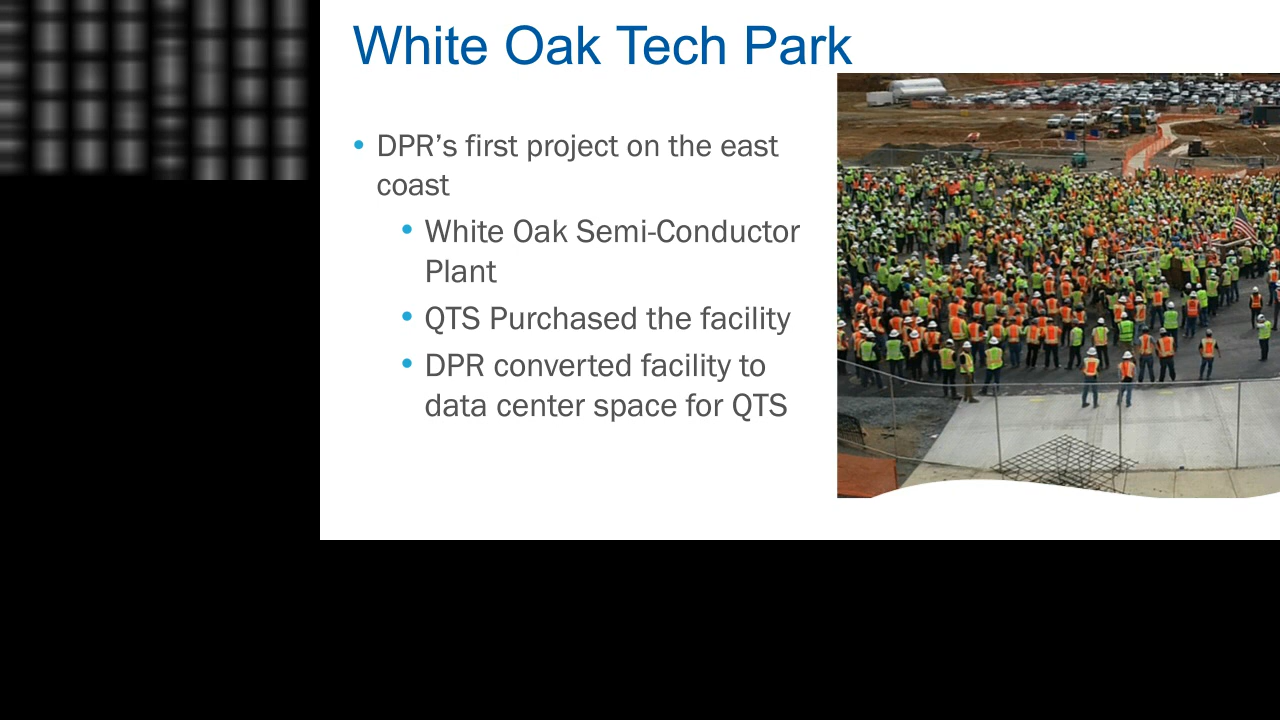 White Oak Tech Park
• DPR’s first project on the east
coast
• White Oak Semi-Conductor
Plant
• QTS Purchased the facility
• DPR converted facility to
data center space for QTS